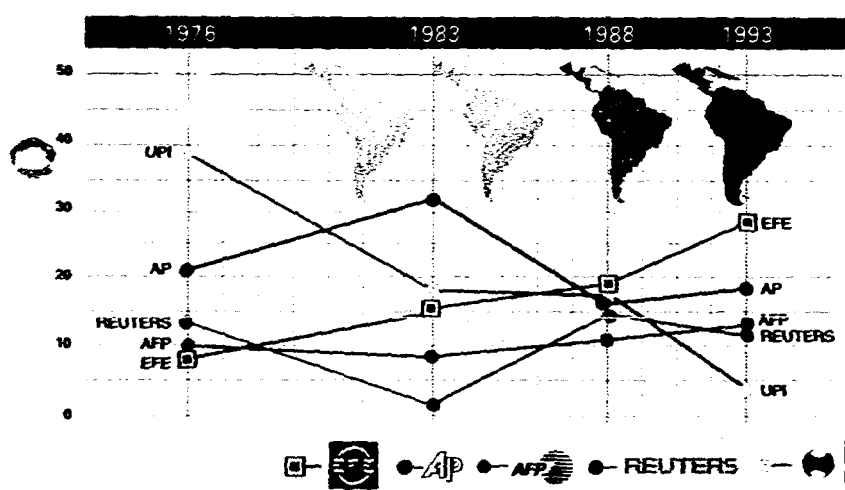 1976 1983 1988 1993
50
40
UPI
30
EFE
AP
20
AP
REUTERS
AFP
REUTERS
AFP
10
EFE
UPI
0
AP AFP REUTERS